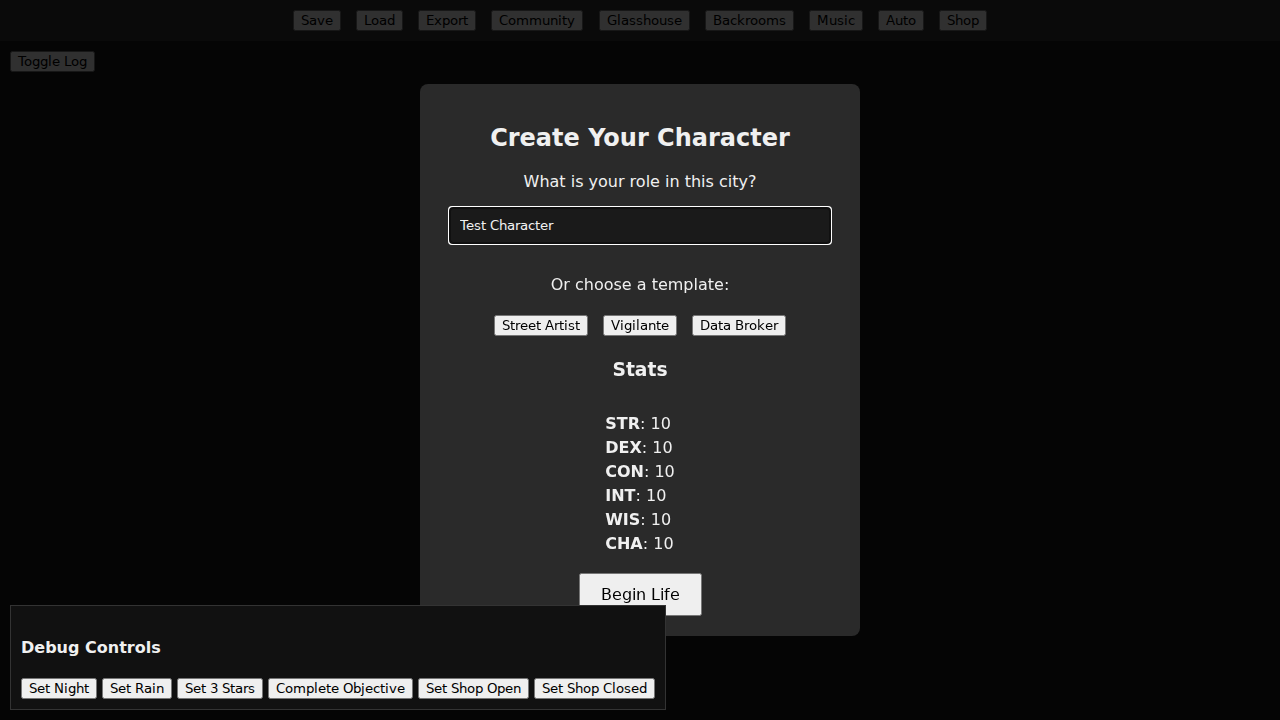 Save Load Export Community Glasshouse Backrooms Music Auto Shop
Toggle Log
Create Your Character
What is your role in this city?
Test Character
Or choose a template:
Street Artist Vigilante Data Broker
Stats
STR: 10
DEX: 10
CON: 10
INT: 10
WIS: 10
CHA: 10
Begin Life
Debug Controls
Set Night Set Rain Set 3 Stars Complete Objective Set Shop Open Set Shop Closed